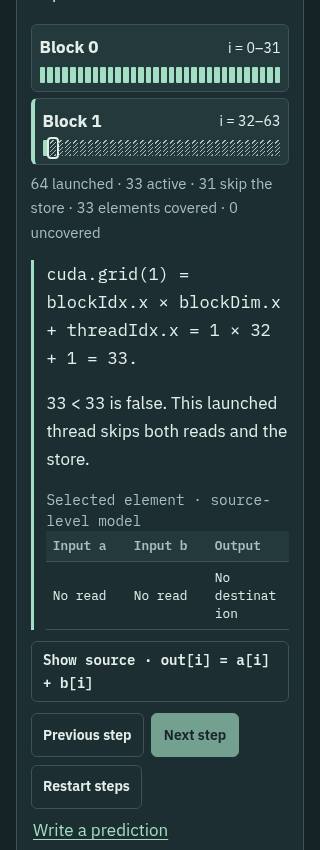 Block 0
i = 0–31
Block 1
i = 32–63
64 launched · 33 active · 31 skip the
store · 33 elements covered · 0
uncovered
cuda.grid(1) =
blockIdx.x × blockDim.x
+ threadIdx.x = 1 × 32
+ 1 = 33.
33 < 33 is false. This launched
thread skips both reads and the
store.
Selected element · source-
level model
Input a
Input b
Output
No read
No read
No
destinat
ion
Show source · out[i] = a[i]
+ b[i]
Previous step
Next step
Restart steps
Write a prediction